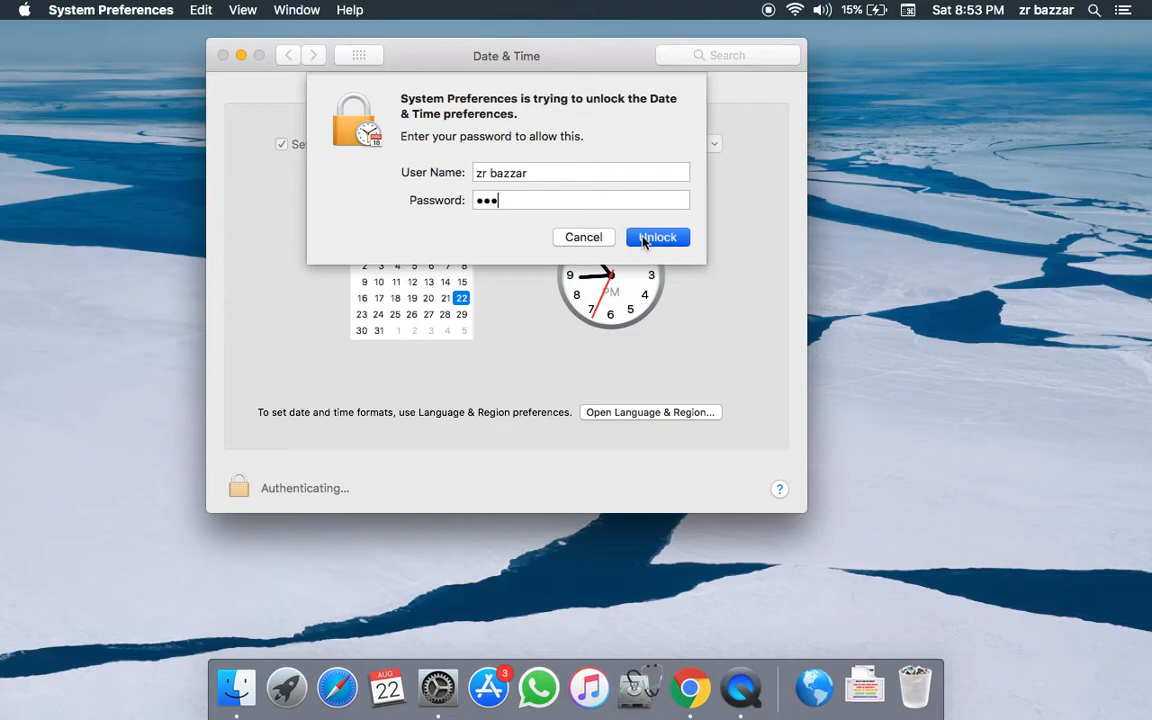 System Preferences Edit View Window Help 15% Sat 8:53 PM zr bazzar
Date & Time
Search
System Preferences is trying to unlock the Date
& Time preferences.
Enter your password to allow this.
User Name: zr bazzar
Password: •••
Cancel Unlock
Se
2 3 4 5 6 7 8
9 10 11 12 13 14 15
16 17 18 19 20 21 22
23 24 25 26 27 28 29
30 31 1 2 3 4 5
9 3
PM
8 4
7 5
6
To set date and time formats, use Language & Region preferences. Open Language & Region...
Authenticating... ?
AUG
22
3